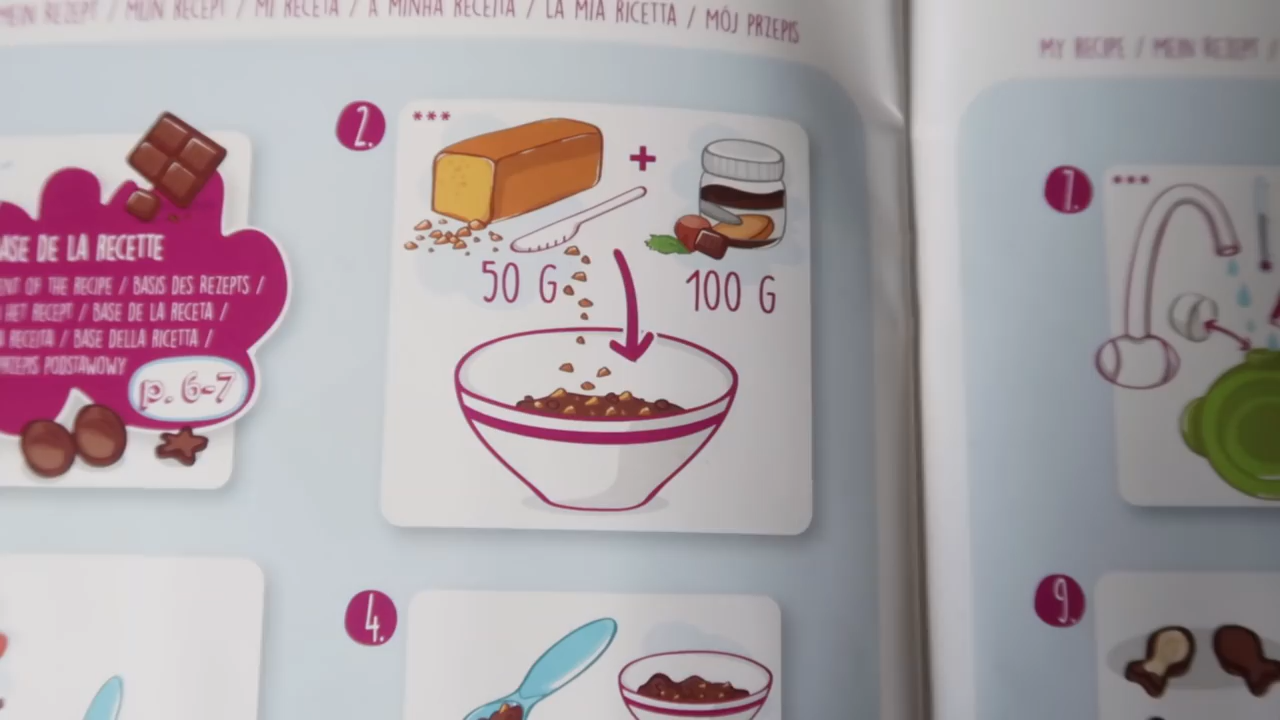 MEIN REZEPT / MIJN RECEPT / MI RECETA / A MINHA RECEITA / LA MIA RICETTA / MÓJ PRZEPIS
MY RECIPE / MEIN REZEPT /
2.
***
+
50 G
100 G
BASE DE LA RECETTE
OF THE RECIPE / BASIS DES REZEPTS /
HET RECEPT / BASE DE LA RECETA /
RECEITA / BASE DELLA RICETTA /
PRZEPIS PODSTAWOWY
p. 6-7
4.
***
9.